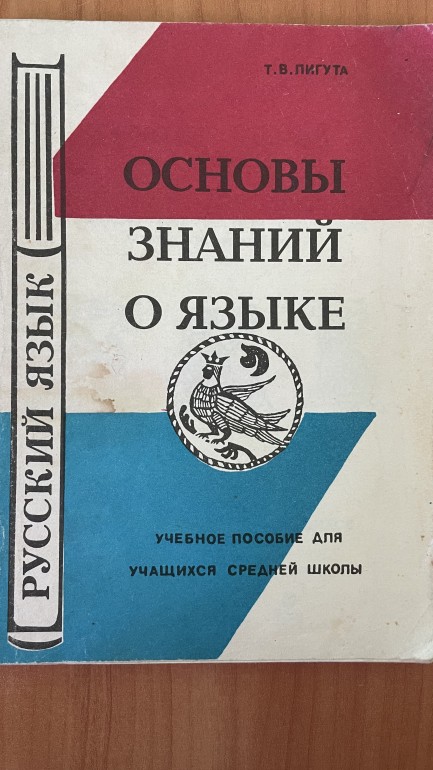 Т.В.ПИГУТА
ОСНОВЫ
ЗНАНИЙ
О ЯЗЫКЕ
РУССКИЙ ЯЗЫК
УЧЕБНОЕ ПОСОБИЕ ДЛЯ
УЧАЩИХСЯ СРЕДНЕЙ ШКОЛЫ